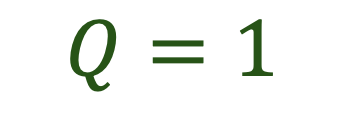 Q = 1